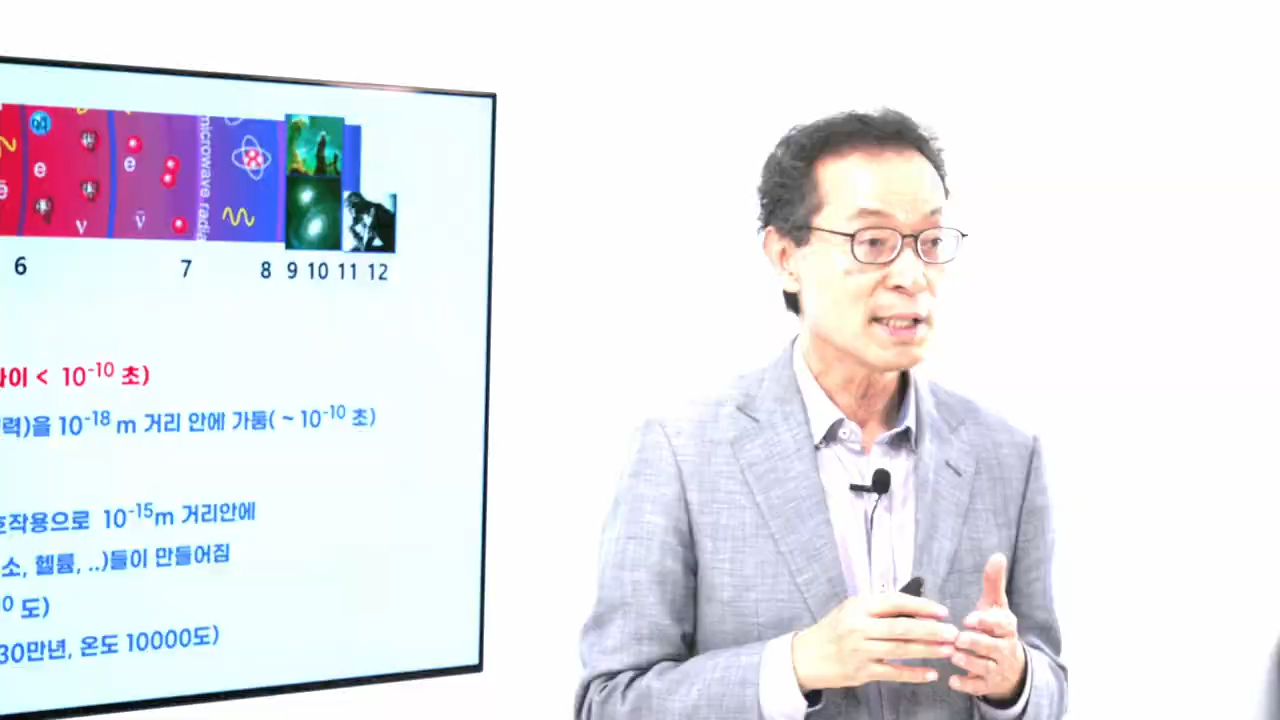 e
e
ē
ν
ν̄
microwave radia
6 7 8 9 10 11 12
이 < 10⁻¹⁰ 초)
력)을 10⁻¹⁸ m 거리 안에 가둠( ~ 10⁻¹⁰ 초)
작용으로 10⁻¹⁵m 거리안에
소, 헬륨, ..)들이 만들어짐
⁰ 도)
30만년, 온도 10000도)